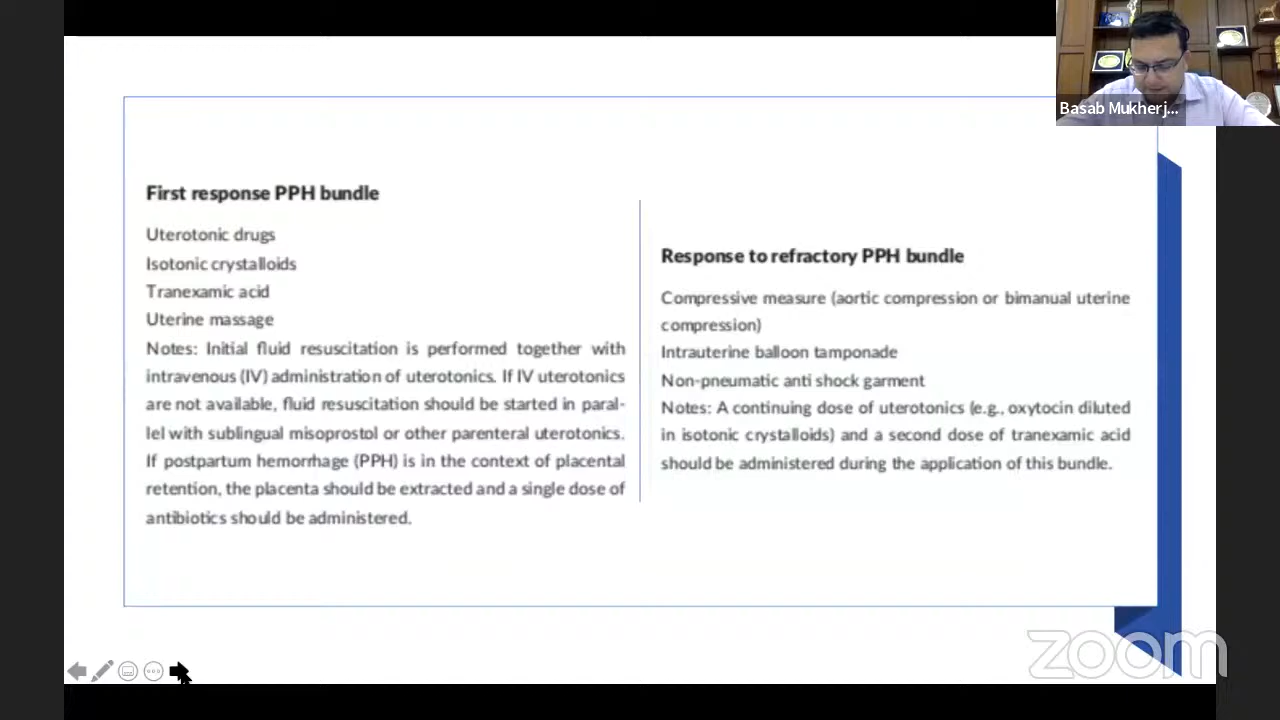 Basab Mukherj...
First response PPH bundle
Uterotonic drugs
Isotonic crystalloids
Tranexamic acid
Uterine massage
Notes: Initial fluid resuscitation is performed together with
intravenous (IV) administration of uterotonics. If IV uterotonics
are not available, fluid resuscitation should be started in paral-
lel with sublingual misoprostol or other parenteral uterotonics.
If postpartum hemorrhage (PPH) is in the context of placental
retention, the placenta should be extracted and a single dose of
antibiotics should be administered.
Response to refractory PPH bundle
Compressive measure (aortic compression or bimanual uterine
compression)
Intrauterine balloon tamponade
Non-pneumatic anti shock garment
Notes: A continuing dose of uterotonics (e.g., oxytocin diluted
in isotonic crystalloids) and a second dose of tranexamic acid
should be administered during the application of this bundle.
zoom